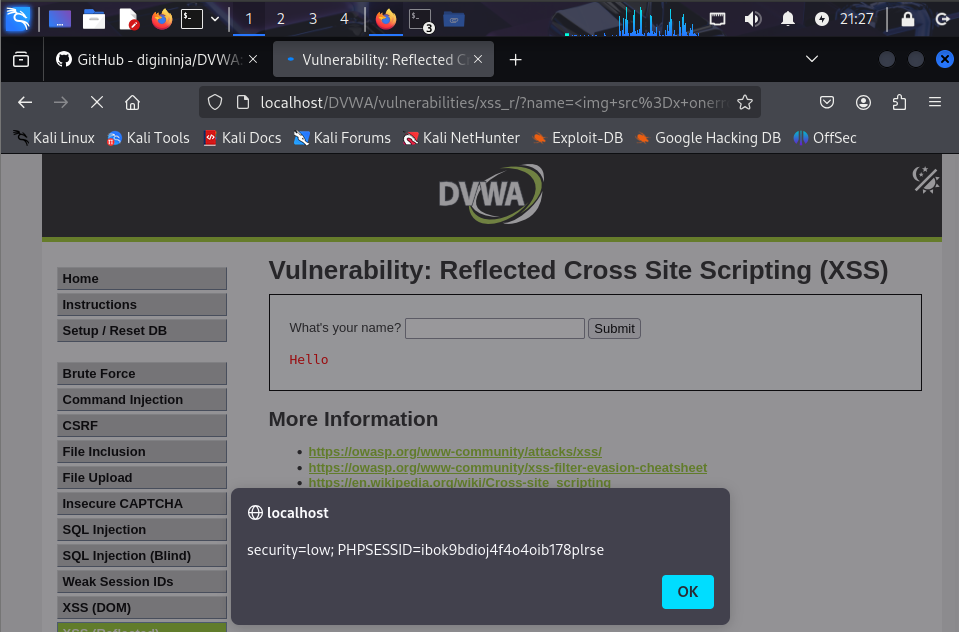 1 2 3 4 3 21:27
GitHub - digininja/DVWA: Vulnerability: Reflected C
localhost/DVWA/vulnerabilities/xss_r/?name=<img+src%3Dx+onerr
Kali Linux Kali Tools Kali Docs Kali Forums Kali NetHunter Exploit-DB Google Hacking DB OffSec
DVWA
Home
Instructions
Setup / Reset DB
Brute Force
Command Injection
CSRF
File Inclusion
File Upload
Insecure CAPTCHA
SQL Injection
SQL Injection (Blind)
Weak Session IDs
XSS (DOM)
XSS (Reflected)
Vulnerability: Reflected Cross Site Scripting (XSS)
What's your name? Submit
Hello
More Information
https://owasp.org/www-community/attacks/xss/
https://owasp.org/www-community/xss-filter-evasion-cheatsheet
https://en.wikipedia.org/wiki/Cross-site_scripting
localhost
security=low; PHPSESSID=ibok9bdioj4f4o4oib178plrse
OK